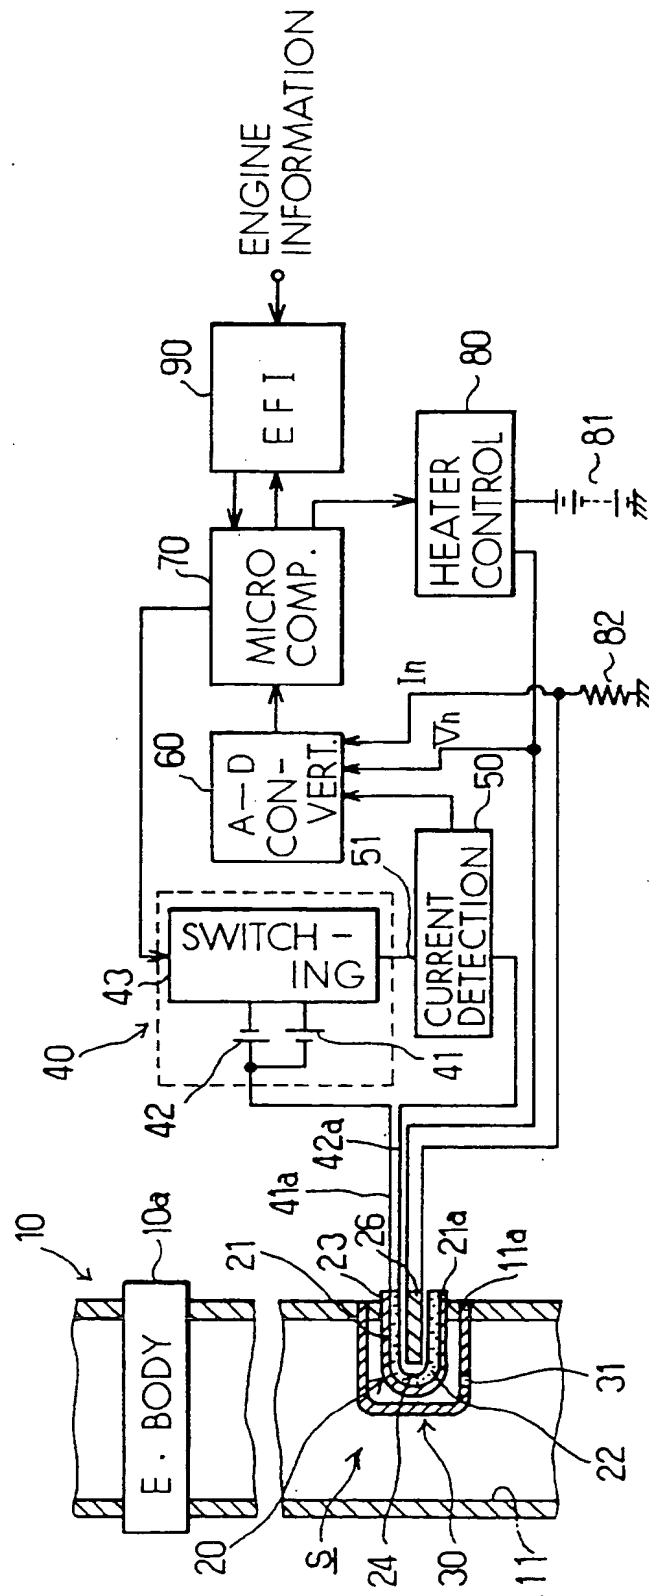 10
10a
E. BODY
S
20
24
30
11
22
31
11a
21a
26
23
21
41a
42a
40
42
41
43
SWITCH-
ING
51
CURRENT
DETECTION
50
60
A-D
CON-
VERT.
Vn
In
82
70
MICRO
COMP.
90
EFI
ENGINE
INFORMATION
80
HEATER
CONTROL
81